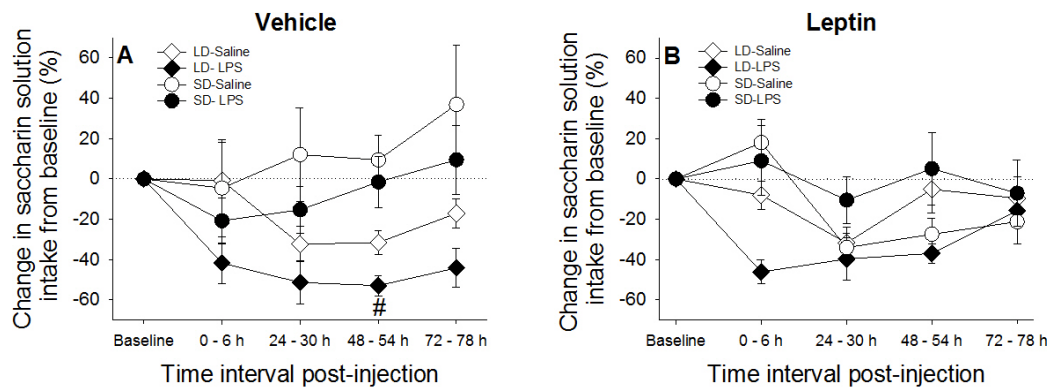 Vehicle
A
LD-Saline
LD- LPS
SD-Saline
SD- LPS
Change in saccharin solution
intake from baseline (%)
60
40
20
0
-20
-40
-60
#
Baseline
0 - 6 h
24 - 30 h
48 - 54 h
72 - 78 h
Time interval post-injection
Leptin
B
LD-Saline
LD-LPS
SD-Saline
SD-LPS
Change in saccharin solution
intake from baseline (%)
60
40
20
0
-20
-40
-60
Baseline
0 - 6 h
24 - 30 h
48 - 54 h
72 - 78 h
Time interval post-injection